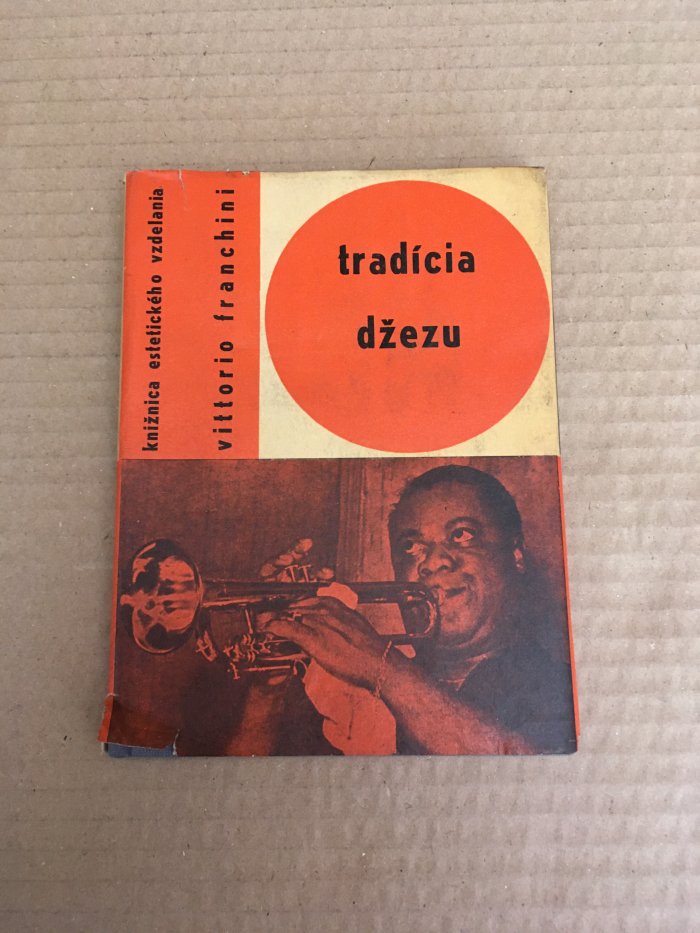 knižnica estetického vzdelania
vittorio franchini
tradícia
džezu